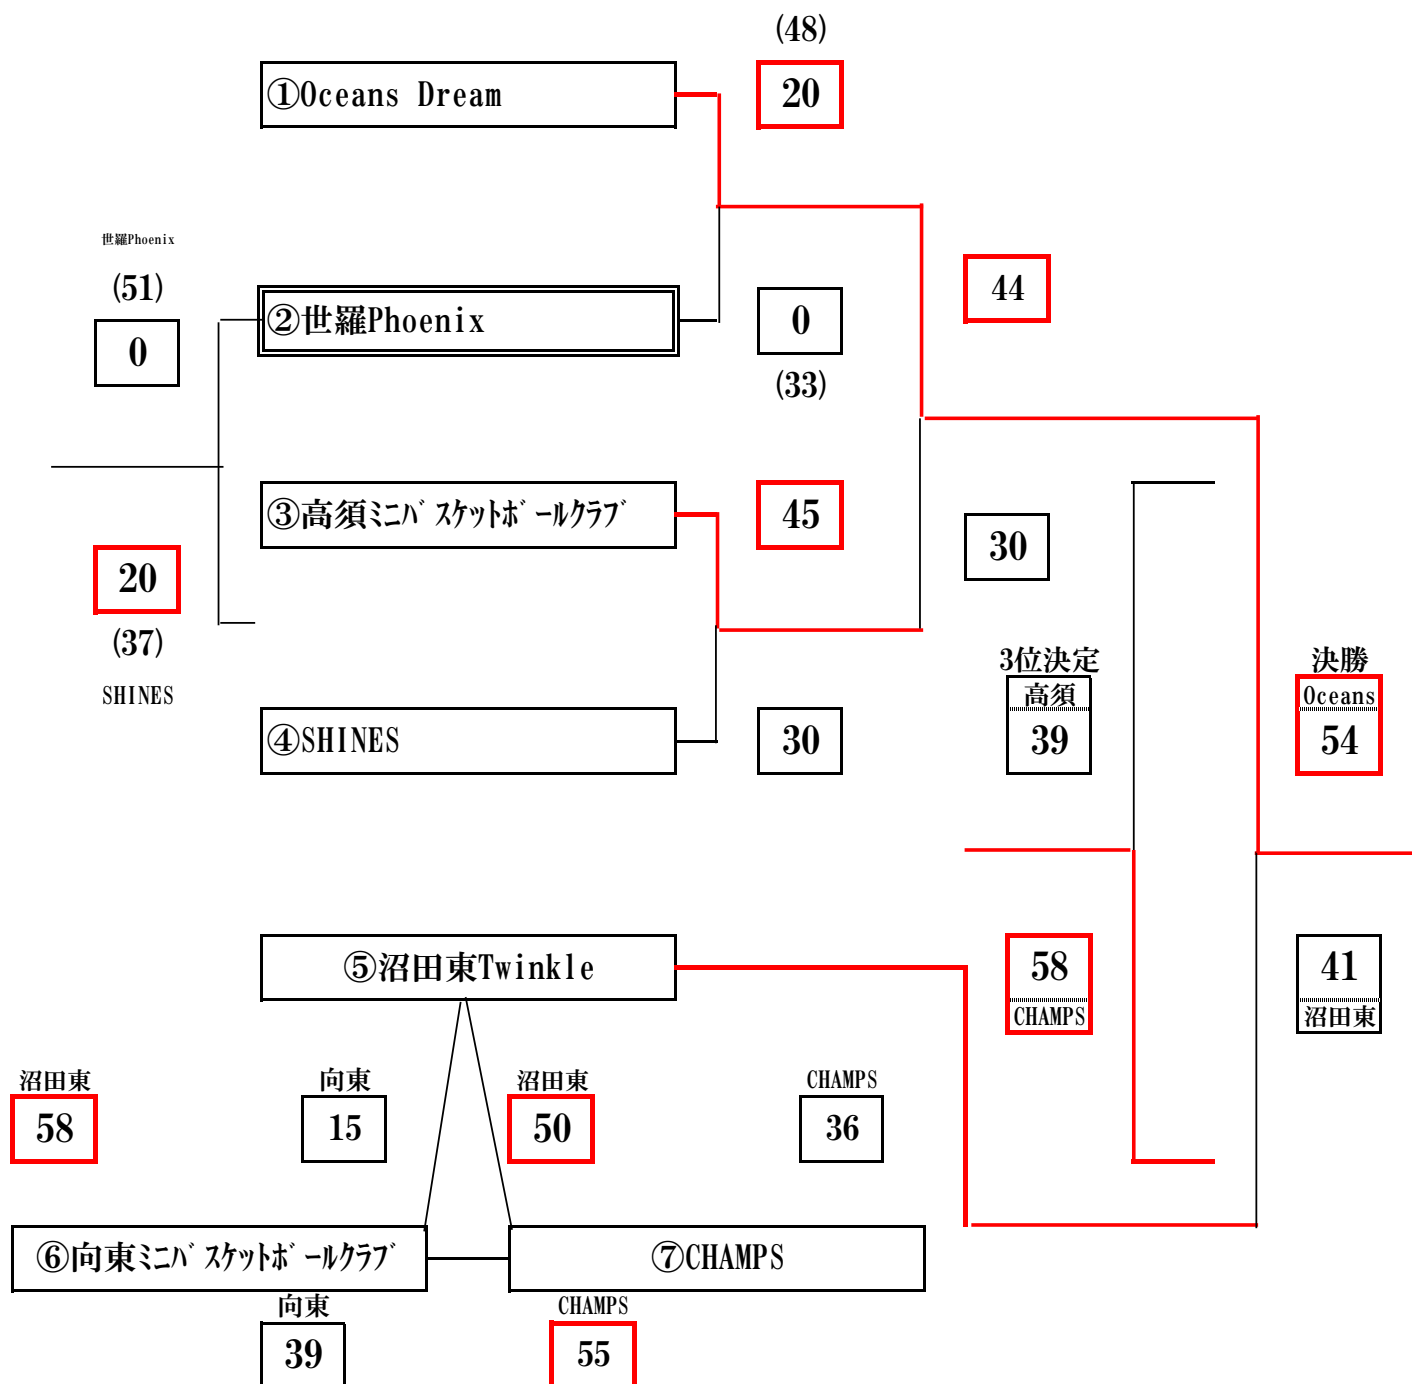 (48)
①Oceans Dream
20
世羅Phoenix
(51)
0
②世羅Phoenix
0
(33)
44
③高須ミニバスケットボールクラブ
45
30
20
(37)
SHINES
④SHINES
30
3位決定
高須
39
決勝
Oceans
54
⑤沼田東Twinkle
58
CHAMPS
41
沼田東
沼田東
58
向東
15
沼田東
50
CHAMPS
36
⑥向東ミニバスケットボールクラブ
⑦CHAMPS
向東
39
CHAMPS
55